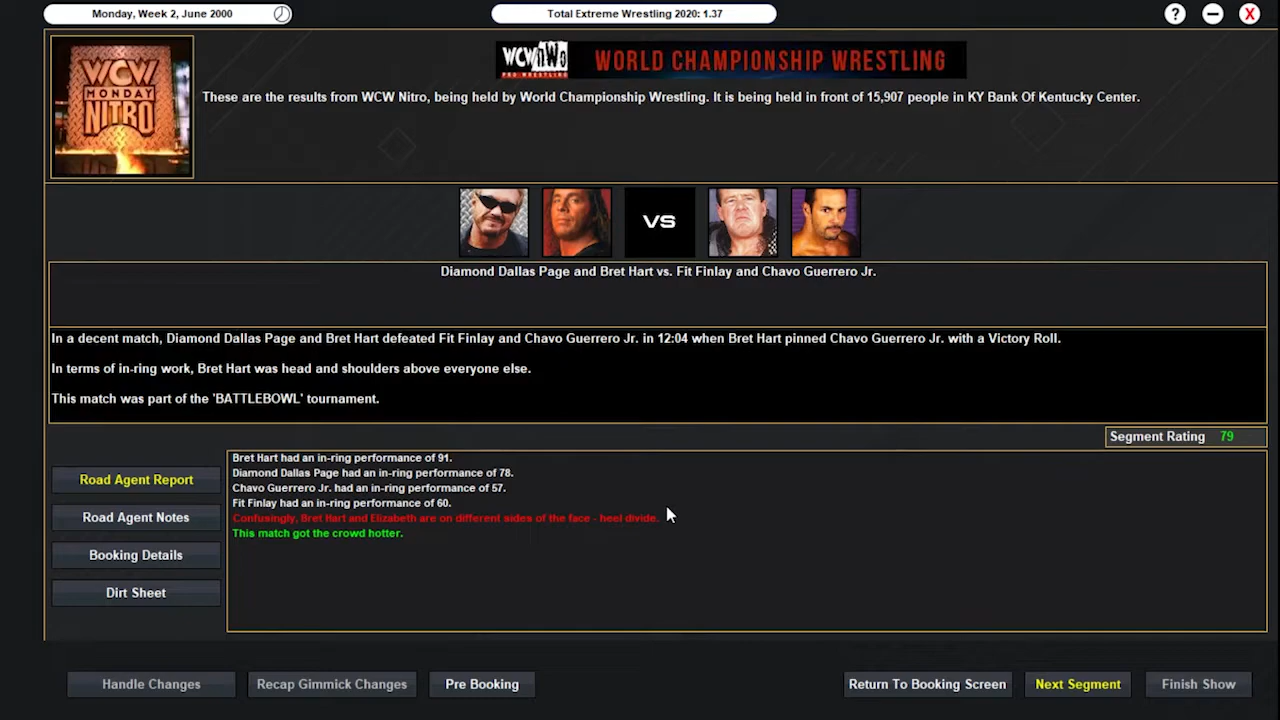 Monday, Week 2, June 2000
Total Extreme Wrestling 2020: 1.37
?
X
WCW
MONDAY
NITRO
WCW nWo
PRO WRESTLING
WORLD CHAMPIONSHIP WRESTLING
These are the results from WCW Nitro, being held by World Championship Wrestling. It is being held in front of 15,907 people in KY Bank Of Kentucky Center.
VS
Diamond Dallas Page and Bret Hart vs. Fit Finlay and Chavo Guerrero Jr.
In a decent match, Diamond Dallas Page and Bret Hart defeated Fit Finlay and Chavo Guerrero Jr. in 12:04 when Bret Hart pinned Chavo Guerrero Jr. with a Victory Roll.
In terms of in-ring work, Bret Hart was head and shoulders above everyone else.
This match was part of the 'BATTLEBOWL' tournament.
Segment Rating 79
Road Agent Report
Road Agent Notes
Booking Details
Dirt Sheet
Bret Hart had an in-ring performance of 91.
Diamond Dallas Page had an in-ring performance of 78.
Chavo Guerrero Jr. had an in-ring performance of 57.
Fit Finlay had an in-ring performance of 60.
Confusingly, Bret Hart and Elizabeth are on different sides of the face - heel divide.
This match got the crowd hotter.
Handle Changes
Recap Gimmick Changes
Pre Booking
Return To Booking Screen
Next Segment
Finish Show